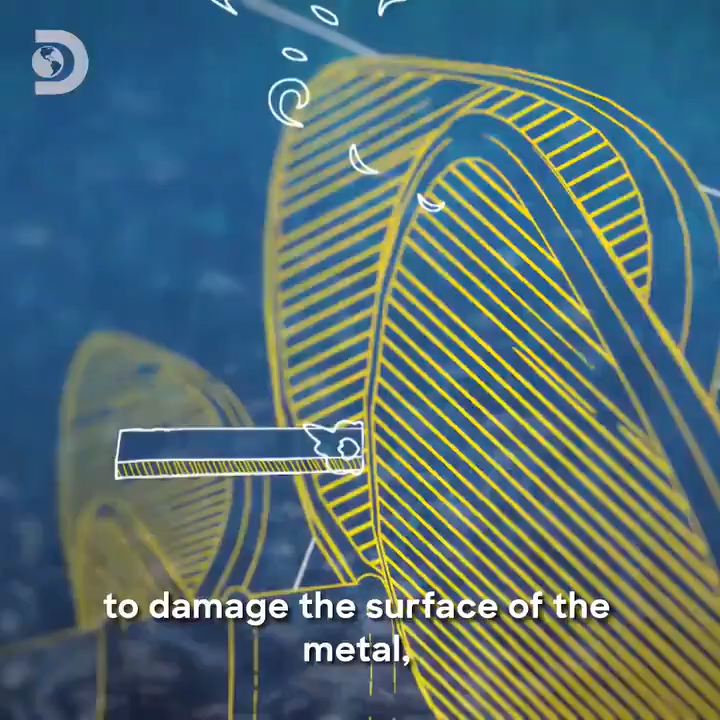 to damage the surface of the
metal,